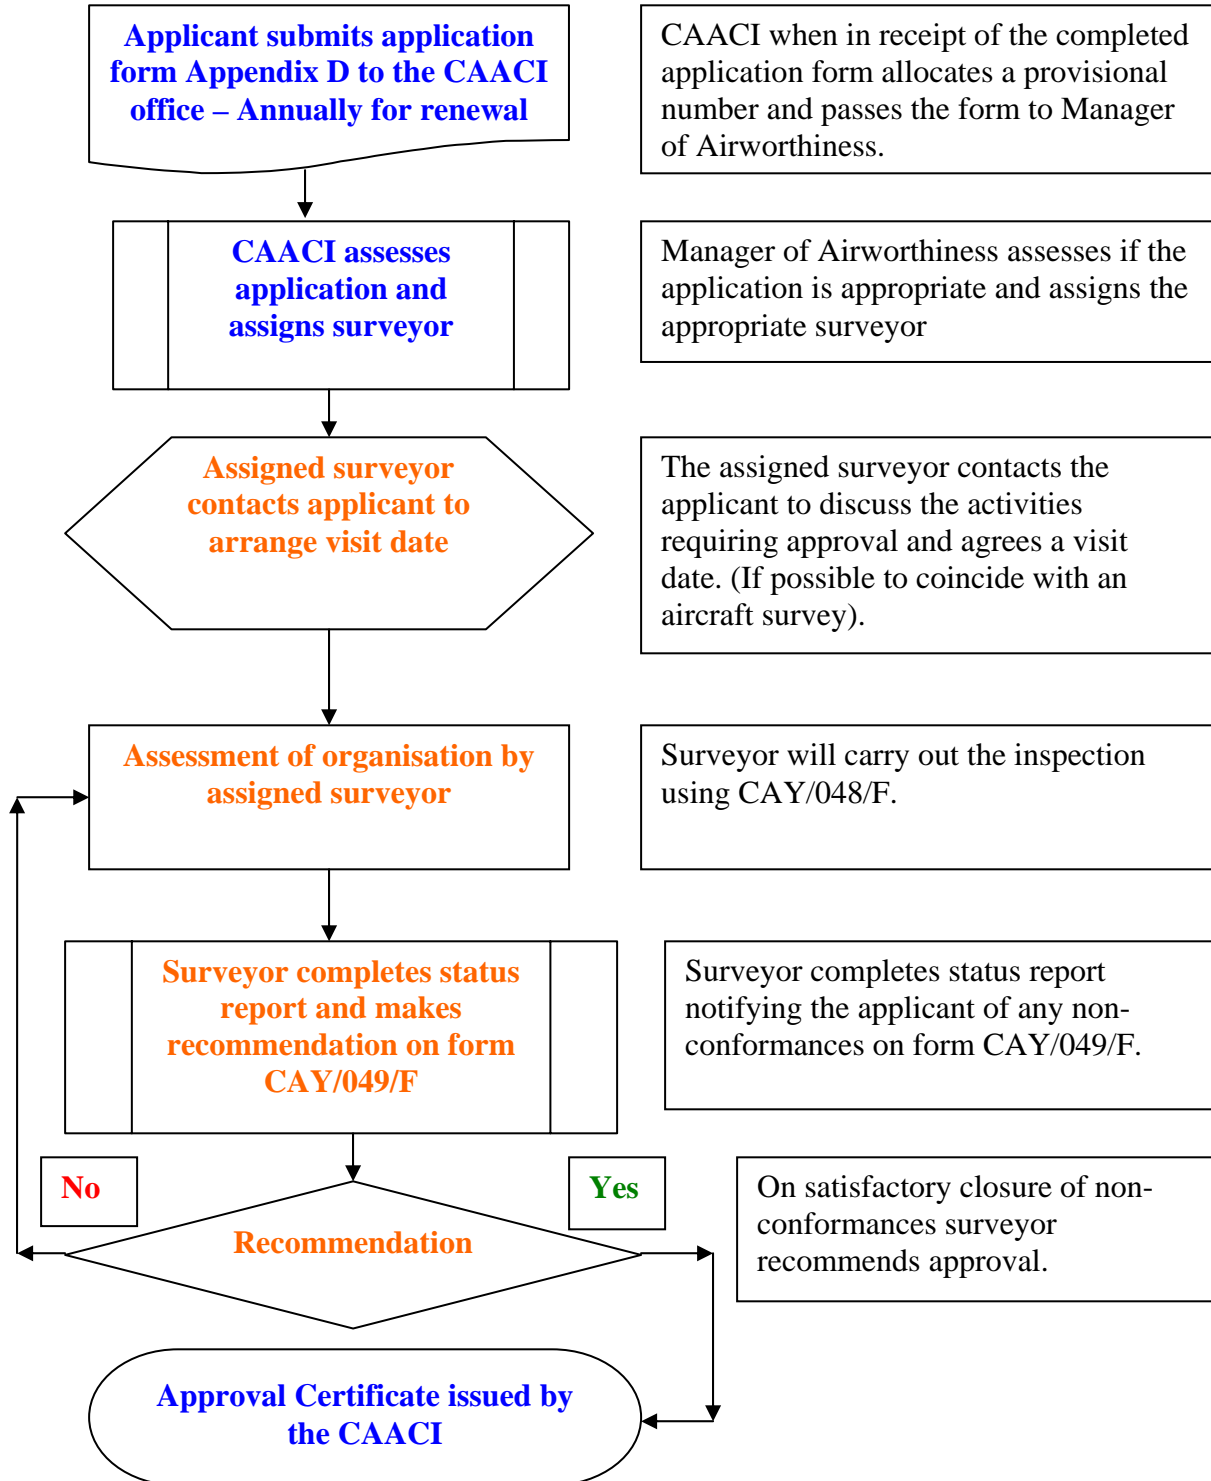 Applicant submits application
form Appendix D to the CAACI
office – Annually for renewal
CAACI when in receipt of the completed
application form allocates a provisional
number and passes the form to Manager
of Airworthiness.
CAACI assesses
application and
assigns surveyor
Manager of Airworthiness assesses if the
application is appropriate and assigns the
appropriate surveyor
Assigned surveyor
contacts applicant to
arrange visit date
The assigned surveyor contacts the
applicant to discuss the activities
requiring approval and agrees a visit
date. (If possible to coincide with an
aircraft survey).
Assessment of organisation by
assigned surveyor
Surveyor will carry out the inspection
using CAY/048/F.
Surveyor completes status
report and makes
recommendation on form
CAY/049/F
Surveyor completes status report
notifying the applicant of any non-
conformances on form CAY/049/F.
No
Yes
Recommendation
On satisfactory closure of non-
conformances surveyor
recommends approval.
Approval Certificate issued by
the CAACI